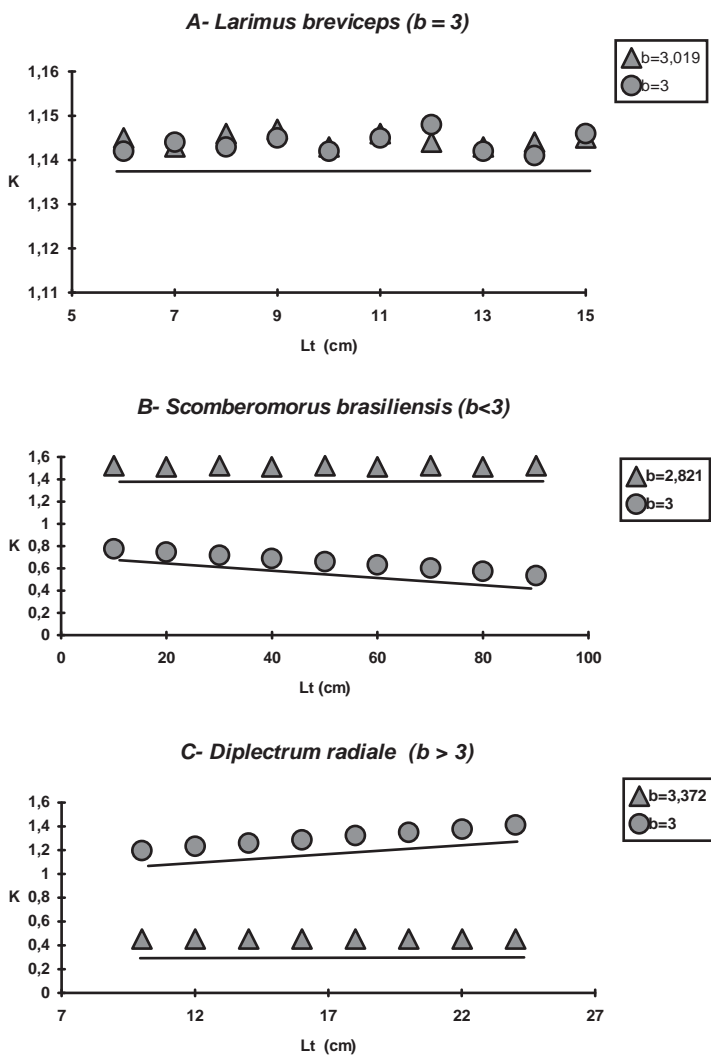 A- Larimus breviceps (b = 3)
b=3,019
b=3
1,16
1,15
1,14
1,13
1,12
1,11
K
5 7 9 11 13 15
Lt (cm)
B- Scomberomorus brasiliensis (b<3)
b=2,821
b=3
1,6
1,4
1,2
1
0,8
0,6
0,4
0,2
0
K
0 20 40 60 80 100
Lt (cm)
C- Diplectrum radiale (b > 3)
b=3,372
b=3
1,6
1,4
1,2
1
0,8
0,6
0,4
0,2
0
K
7 12 17 22 27
Lt (cm)